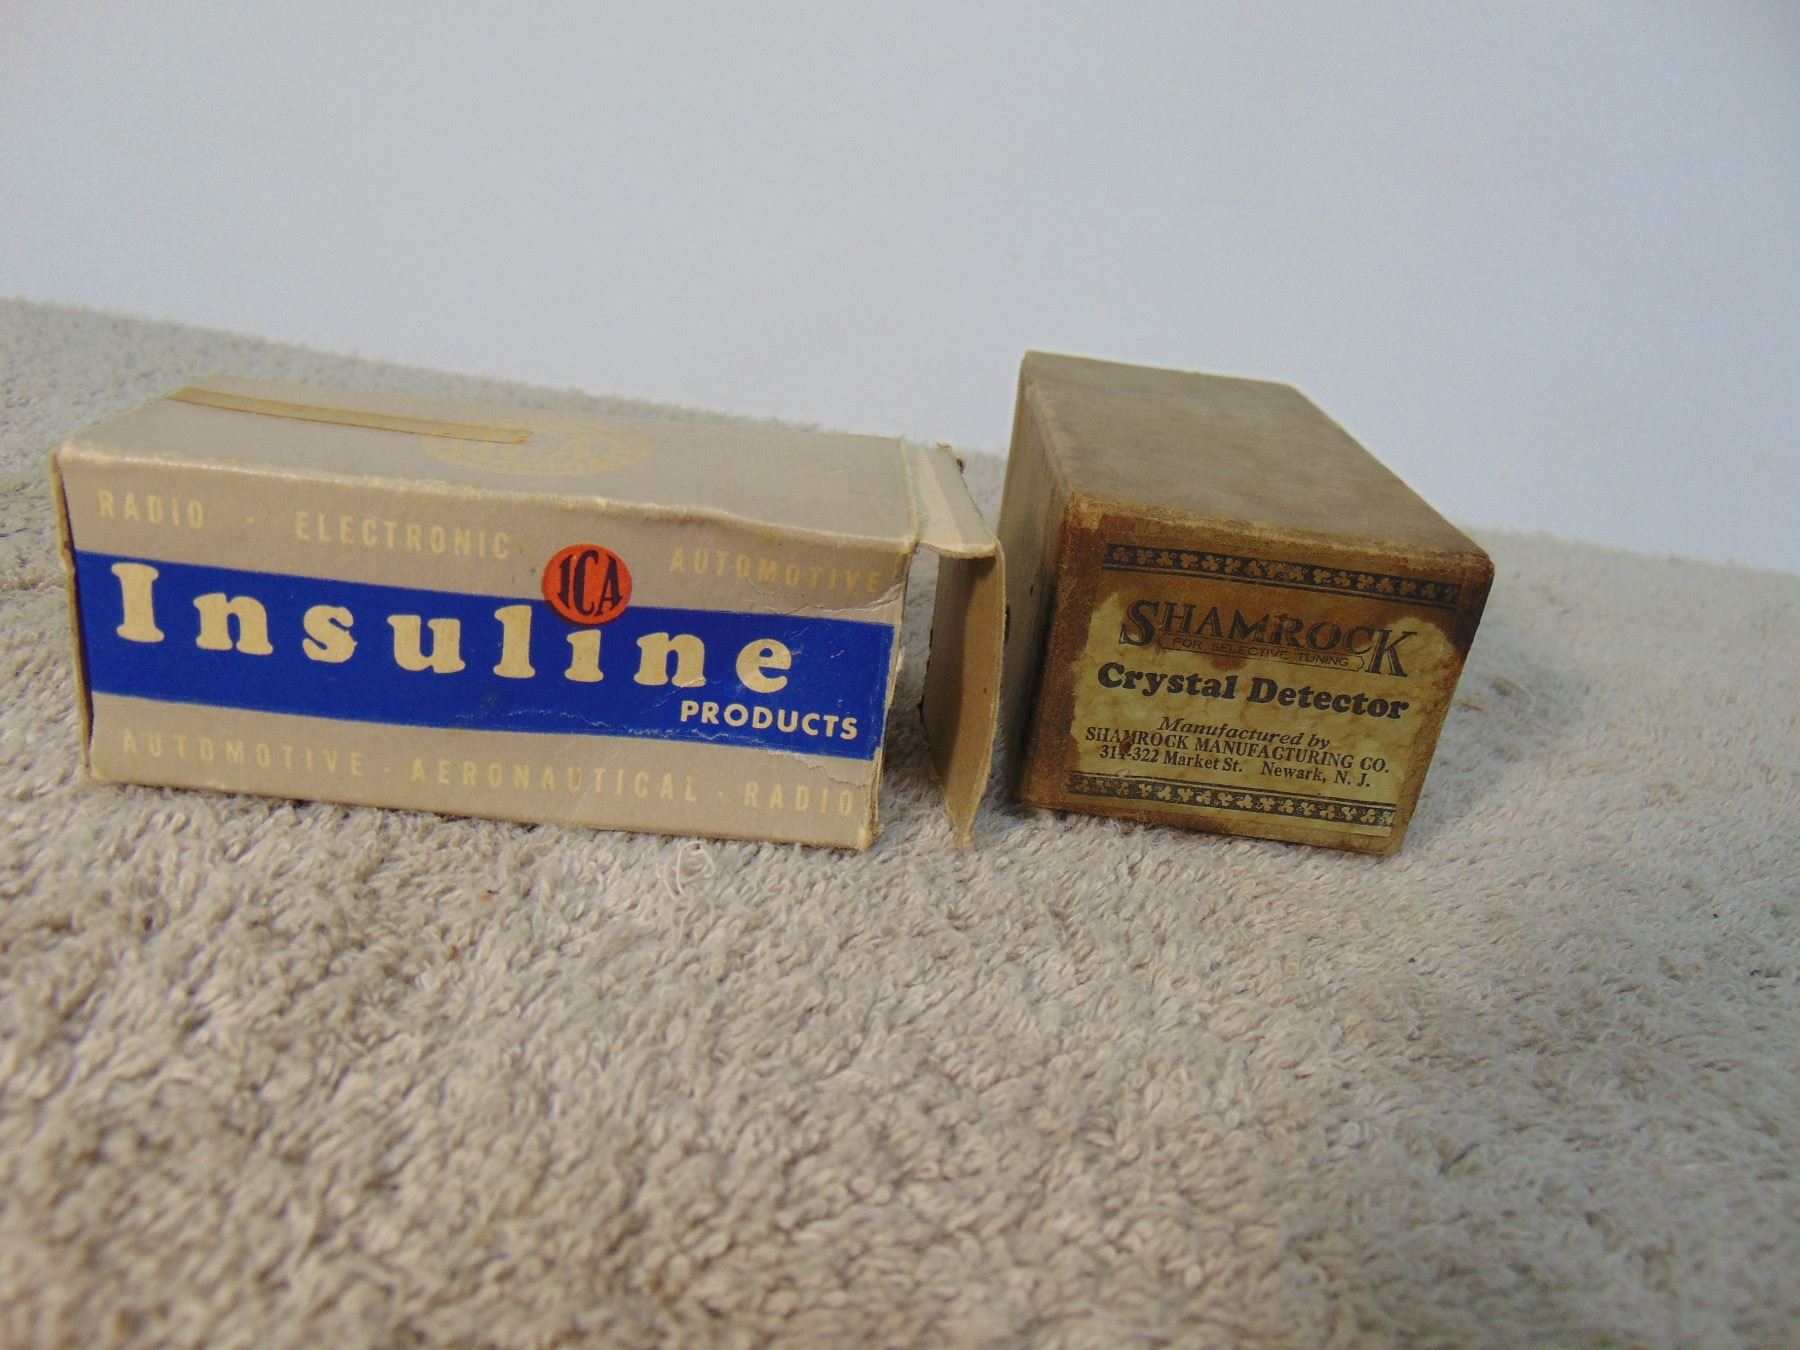 RADIO · ELECTRONIC AUTOMOTIVE
ICA
Insuline
PRODUCTS
AUTOMOTIVE · AERONAUTICAL · RADIO
SHAMROCK
FOR SELECTIVE TUNING
Crystal Detector
Manufactured by
SHAMROCK MANUFACTURING CO.
Market St. Newark, N. J.